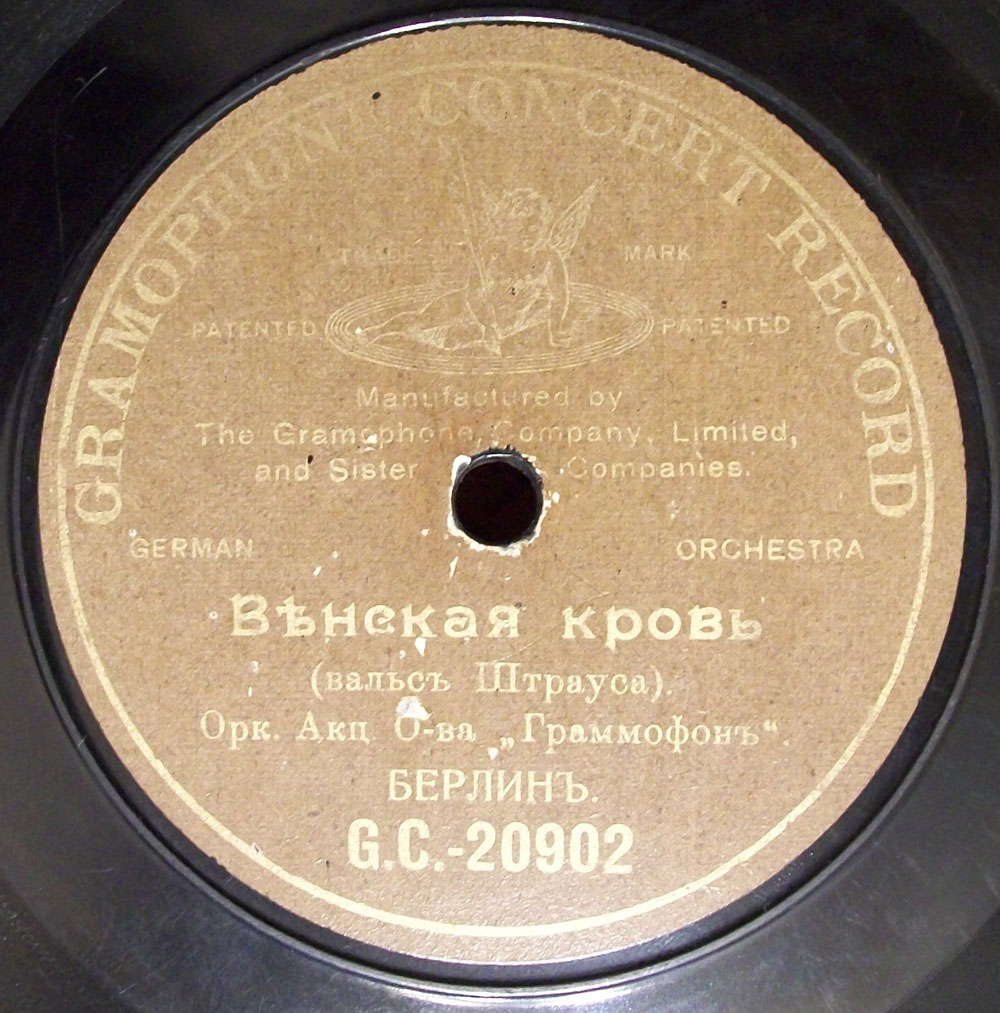 GRAMOPHONE CONCERT RECORD
TRADE MARK
PATENTED PATENTED
Manufactured by
The Gramophone Company, Limited,
and Sister Companies.
GERMAN ORCHESTRA
Вѣнская кровь
(вальсъ Штрауса).
Орк. Акц О-ва „Граммофонъ“.
БЕРЛИНЪ.
G.C.-20902